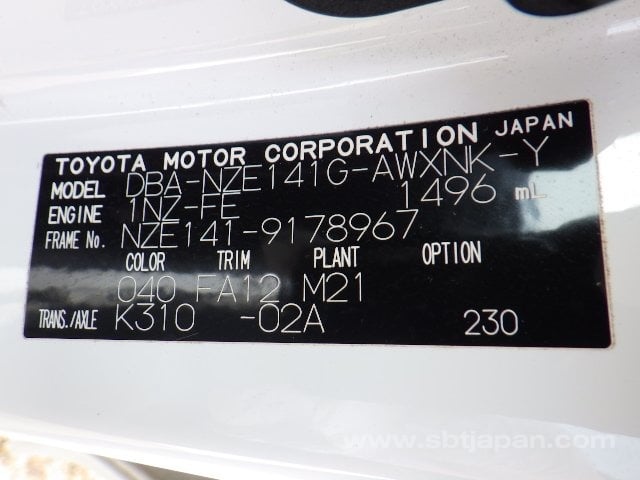 TOYOTA MOTOR CORPORATION JAPAN
MODEL DBA-NZE141G-AWXNK-Y
ENGINE 1NZ-FE 1496 mL
FRAME No. NZE141-9178967
COLOR TRIM PLANT OPTION
040 FA12 M21
TRANS./AXLE K310 -02A 230
www.sbtjapan.com/